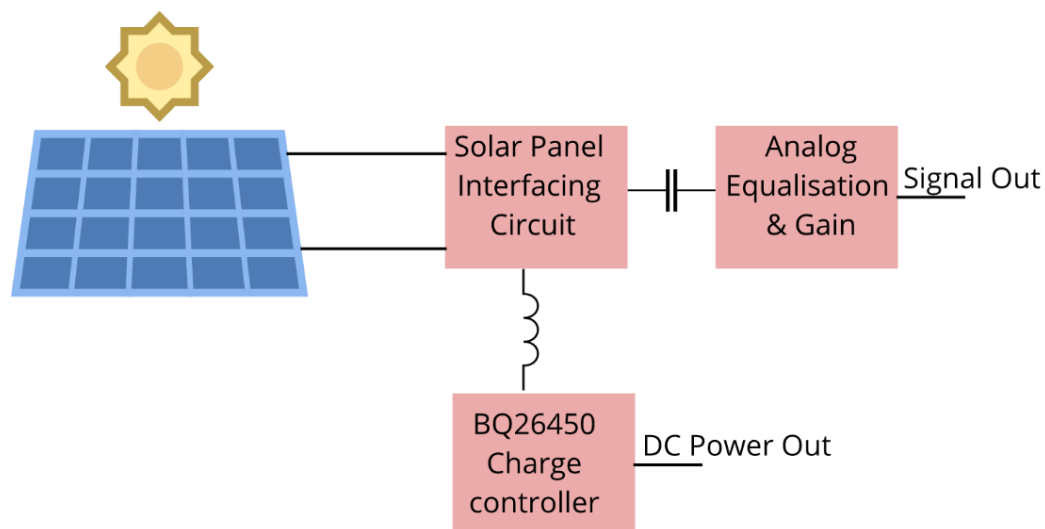 Solar Panel
Interfacing
Circuit
Analog
Equalisation
& Gain
Signal Out
BQ26450
Charge
controller
DC Power Out